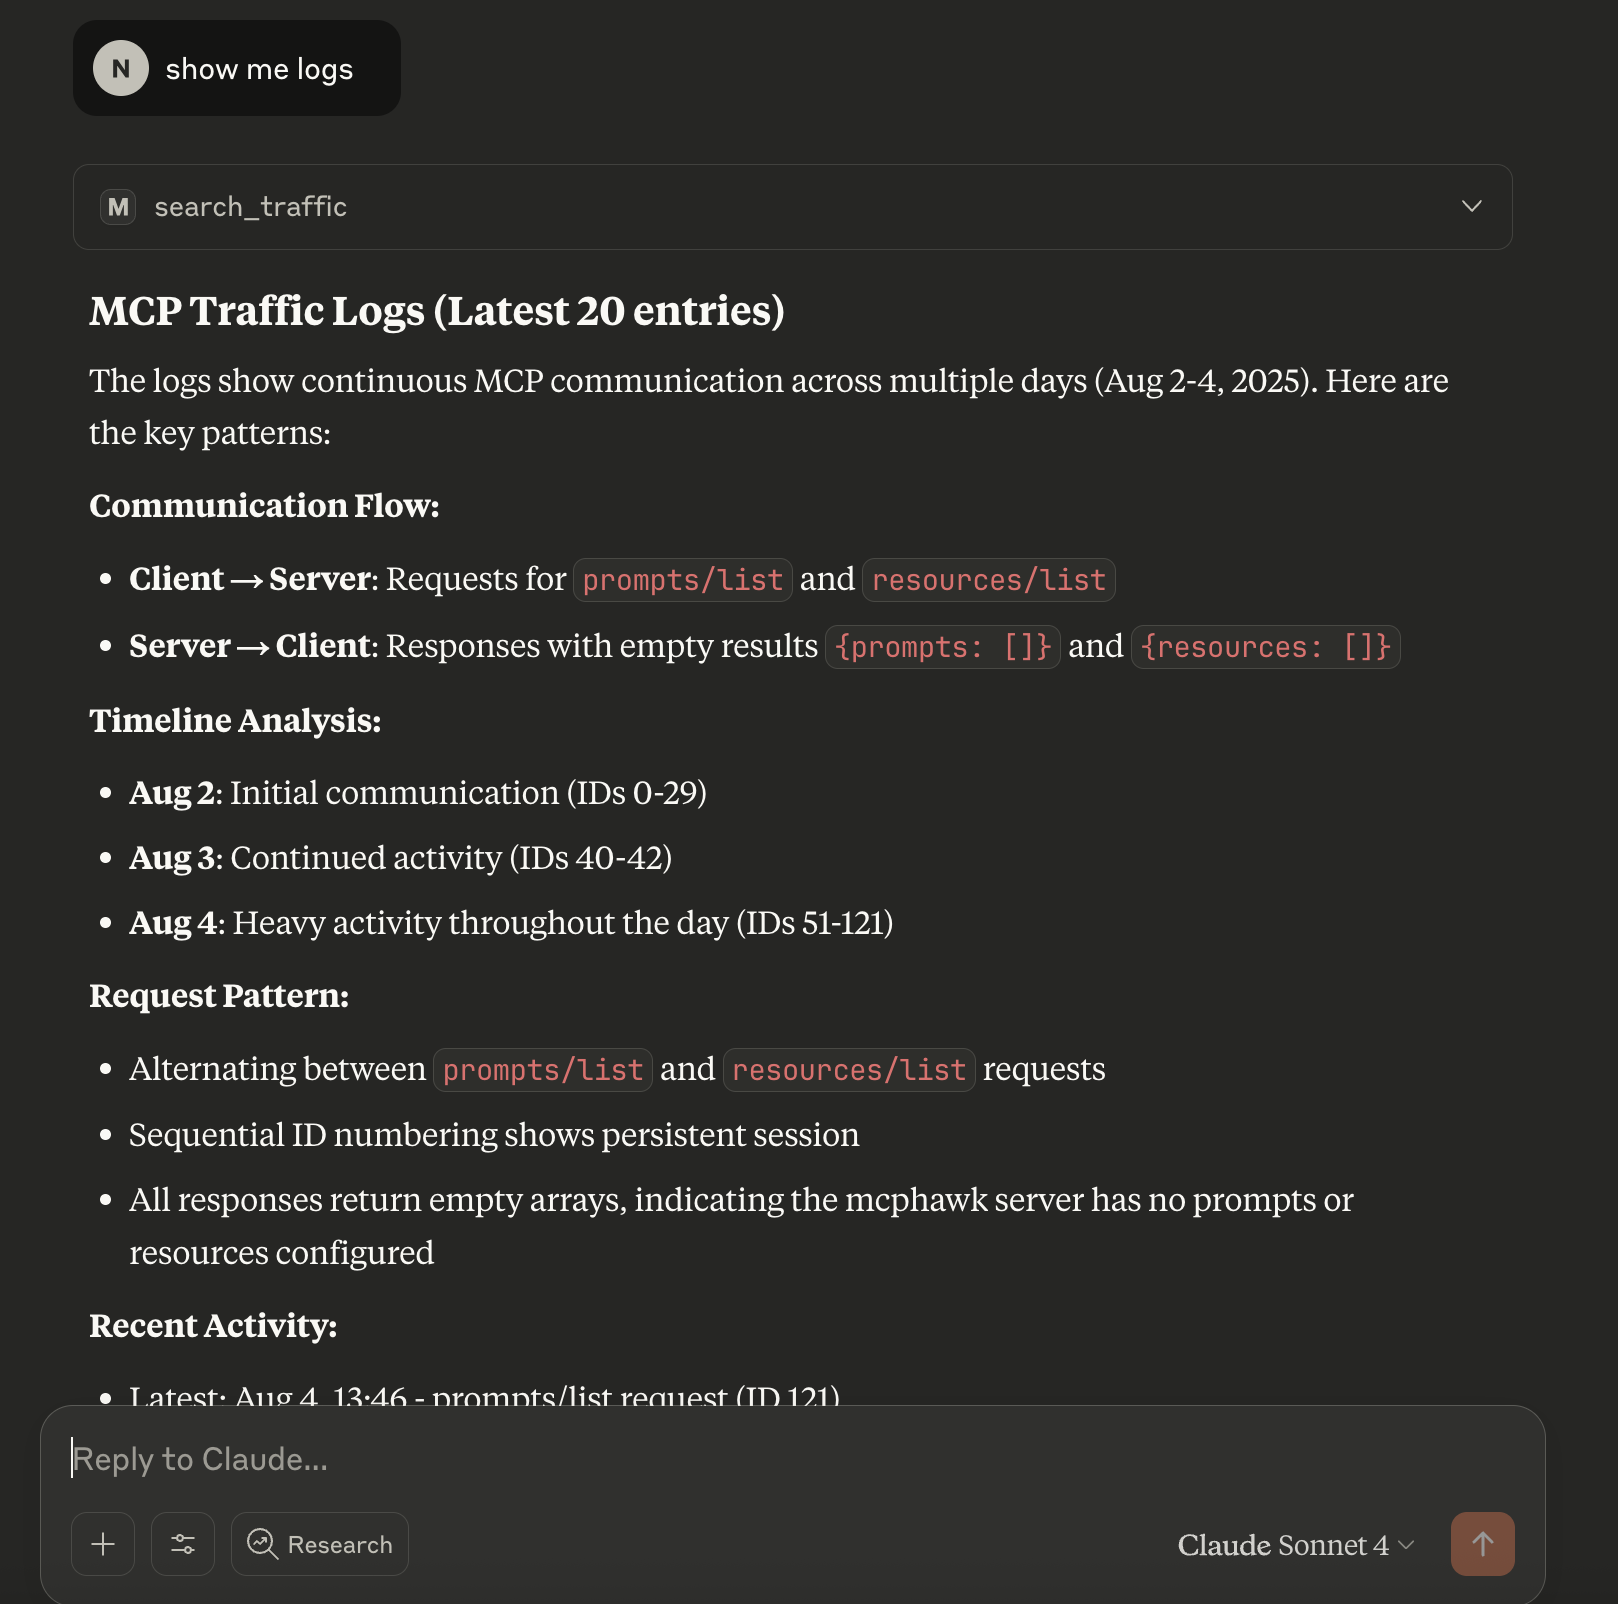 N show me logs
M search_traffic
MCP Traffic Logs (Latest 20 entries)
The logs show continuous MCP communication across multiple days (Aug 2-4, 2025). Here are
the key patterns:
Communication Flow:
• Client → Server: Requests for prompts/list and resources/list
• Server → Client: Responses with empty results {prompts: []} and {resources: []}
Timeline Analysis:
• Aug 2: Initial communication (IDs 0-29)
• Aug 3: Continued activity (IDs 40-42)
• Aug 4: Heavy activity throughout the day (IDs 51-121)
Request Pattern:
• Alternating between prompts/list and resources/list requests
• Sequential ID numbering shows persistent session
• All responses return empty arrays, indicating the mcphawk server has no prompts or
resources configured
Recent Activity:
• Latest: Aug 4, 13:46 - prompts/list request (ID 121)
Reply to Claude...
Research
Claude Sonnet 4